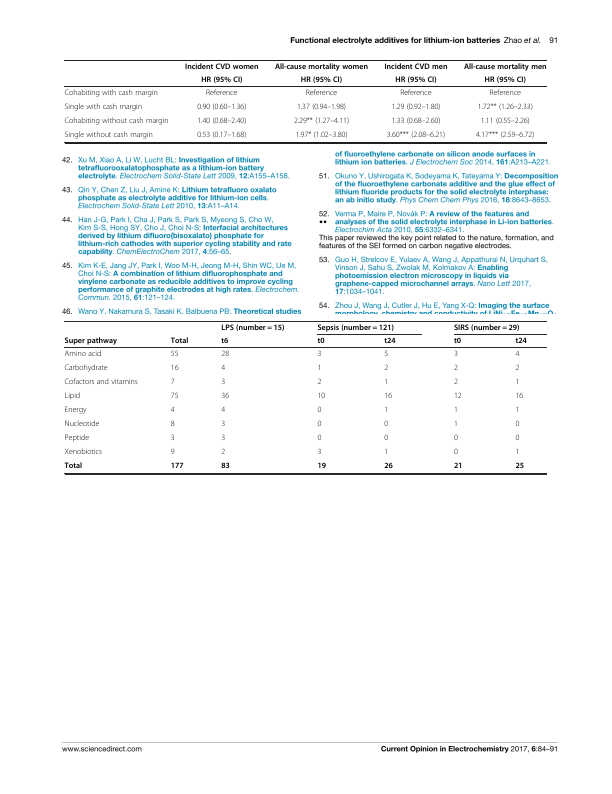 Functional electrolyte additives for lithium-ion batteries Zhao et al. 91
Incident CVD women All-cause mortality women Incident CVD men All-cause mortality men
HR (95% CI) HR (95% CI) HR (95% CI) HR (95% CI)
Cohabiting with cash margin Reference Reference Reference Reference
Single with cash margin 0.90 (0.60–1.36) 1.37 (0.94–1.98) 1.29 (0.92–1.80) 1.72** (1.26–2.33)
Cohabiting without cash margin 1.40 (0.68–2.40) 2.29** (1.27–4.11) 1.33 (0.68–2.60) 1.11 (0.55–2.26)
Single without cash margin 0.53 (0.17–1.68) 1.97* (1.02–3.80) 3.60*** (2.08–6.21) 4.17*** (2.59–6.72)
42. Xu M, Xiao A, Li W, Lucht BL: Investigation of lithium
tetrafluorooxalatophosphate as a lithium-ion battery
electrolyte. Electrochem Solid-State Lett 2009, 12:A155–A158.
43. Qin Y, Chen Z, Liu J, Amine K: Lithium tetrafluoro oxalato
phosphate as electrolyte additive for lithium-ion cells.
Electrochem Solid-State Lett 2010, 13:A11–A14.
44. Han J-G, Park I, Cha J, Park S, Park S, Myeong S, Cho W,
Kim S-S, Hong SY, Cho J, Choi N-S: Interfacial architectures
derived by lithium difluoro(bisoxalato) phosphate for
lithium-rich cathodes with superior cycling stability and rate
capability. ChemElectroChem 2017, 4:56–65.
45. Kim K-E, Jang JY, Park I, Woo M-H, Jeong M-H, Shin WC, Ue M,
Choi N-S: A combination of lithium difluorophosphate and
vinylene carbonate as reducible additives to improve cycling
performance of graphite electrodes at high rates. Electrochem.
Commun. 2015, 61:121–124.
46. Wang Y, Nakamura S, Tasaki K, Balbuena PB: Theoretical studies
of fluoroethylene carbonate on silicon anode surfaces in
lithium ion batteries. J Electrochem Soc 2014, 161:A213–A221.
51. Okuno Y, Ushirogata K, Sodeyama K, Tateyama Y: Decomposition
of the fluoroethylene carbonate additive and the glue effect of
lithium fluoride products for the solid electrolyte interphase:
an ab initio study. Phys Chem Chem Phys 2016, 18:8643–8653.
52. Verma P, Maire P, Novák P: A review of the features and
•• analyses of the solid electrolyte interphase in Li-ion batteries.
Electrochim Acta 2010, 55:6332–6341.
This paper reviewed the key point related to the nature, formation, and
features of the SEI formed on carbon negative electrodes.
53. Guo H, Strelcov E, Yulaev A, Wang J, Appathurai N, Urquhart S,
Vinson J, Sahu S, Zwolak M, Kolmakov A: Enabling
photoemission electron microscopy in liquids via
graphene-capped microchannel arrays. Nano Lett 2017,
17:1034–1041.
54. Zhou J, Wang J, Cutler J, Hu E, Yang X-Q: Imaging the surface
morphology, chemistry and conductivity of
LPS (number = 15) Sepsis (number = 121) SIRS (number = 29)
Super pathway Total t6 t0 t24 t0 t24
Amino acid 55 28 3 5 3 4
Carbohydrate 16 4 1 2 2 2
Cofactors and vitamins 7 3 2 1 2 1
Lipid 75 36 10 16 12 16
Energy 4 4 0 1 1 1
Nucleotide 8 3 0 0 1 0
Peptide 3 3 0 0 0 0
Xenobiotics 9 2 3 1 0 1
Total 177 83 19 26 21 25
www.sciencedirect.com Current Opinion in Electrochemistry 2017, 6:84–91